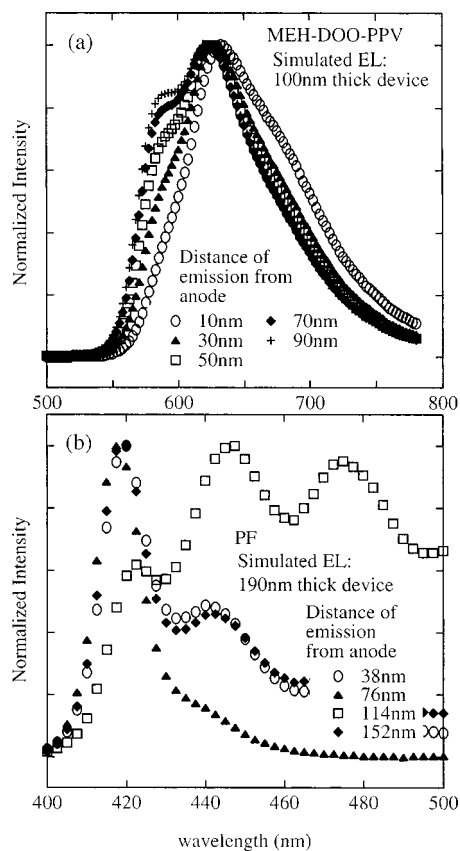 (a)
MEH-DOO-PPV
Simulated EL:
100nm thick device
Normalized Intensity
Distance of
emission from
anode
10nm
70nm
30nm
90nm
50nm
500
600
700
800
(b)
PF
Simulated EL:
190nm thick device
Normalized Intensity
Distance of
emission
from anode
38nm
76nm
114nm
152nm
400
420
440
460
480
500
wavelength (nm)